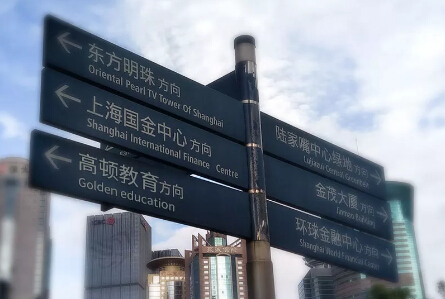 东方明珠 方向
Oriental Pearl TV Tower Of Shanghai
上海国金中心 方向
Shanghai International Finance Centre
高顿教育 方向
Golden education
陆家嘴中心绿地 方向
Lujiazui Central Greenland
金茂大厦 方向
Jinmao Building
环球金融中心 方向
Shanghai World Financial Center